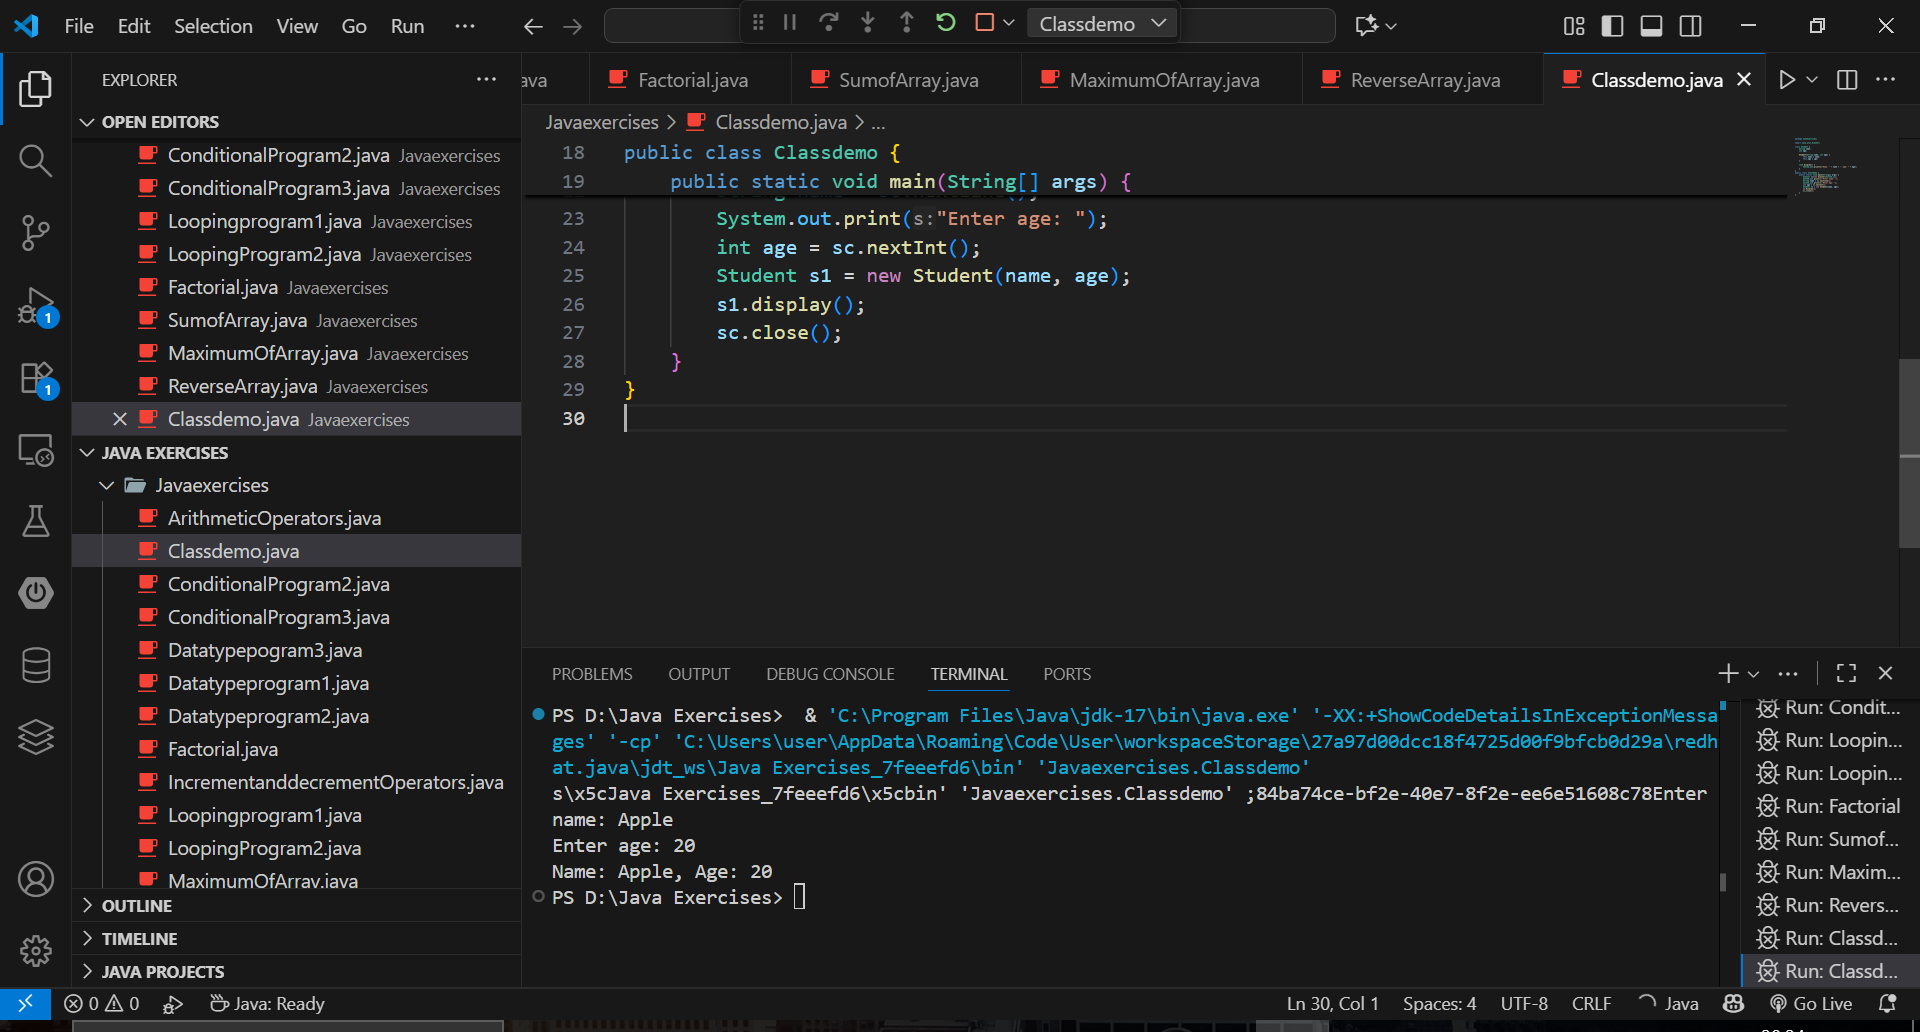 File Edit Selection View Go Run ··· Classdemo
EXPLORER ···
ava Factorial.java SumofArray.java MaximumOfArray.java ReverseArray.java Classdemo.java
OPEN EDITORS
ConditionalProgram2.java Javaexercises
ConditionalProgram3.java Javaexercises
Loopingprogram1.java Javaexercises
LoopingProgram2.java Javaexercises
Factorial.java Javaexercises
SumofArray.java Javaexercises
MaximumOfArray.java Javaexercises
ReverseArray.java Javaexercises
Classdemo.java Javaexercises
JAVA EXERCISES
Javaexercises
ArithmeticOperators.java
Classdemo.java
ConditionalProgram2.java
ConditionalProgram3.java
Datatypepogram3.java
Datatypeprogram1.java
Datatypeprogram2.java
Factorial.java
IncrementanddecrementOperators.java
Loopingprogram1.java
LoopingProgram2.java
MaximumOfArray.java
OUTLINE
TIMELINE
JAVA PROJECTS
Javaexercises > Classdemo.java > ...
18 public class Classdemo {
19 public static void main(String[] args) {
23 System.out.print(s:"Enter age: ");
24 int age = sc.nextInt();
25 Student s1 = new Student(name, age);
26 s1.display();
27 sc.close();
28 }
29 }
30
PROBLEMS OUTPUT DEBUG CONSOLE TERMINAL PORTS
PS D:\Java Exercises> & 'C:\Program Files\Java\jdk-17\bin\java.exe' '-XX:+ShowCodeDetailsInExceptionMessa
ges' '-cp' 'C:\Users\user\AppData\Roaming\Code\User\workspaceStorage\27a97d00dcc18f4725d00f9bfcb0d29a\redh
at.java\jdt_ws\Java Exercises_7feeefd6\bin' 'Javaexercises.Classdemo'
s\x5cJava Exercises_7feeefd6\x5cbin' 'Javaexercises.Classdemo' ;84ba74ce-bf2e-40e7-8f2e-ee6e51608c78Enter
name: Apple
Enter age: 20
Name: Apple, Age: 20
PS D:\Java Exercises>
Run: Condit...
Run: Loopin...
Run: Loopin...
Run: Factorial
Run: Sumof...
Run: Maxim...
Run: Revers...
Run: Classd...
Run: Classd...
1
1
0 0 Java: Ready Ln 30, Col 1 Spaces: 4 UTF-8 CRLF Java Go Live